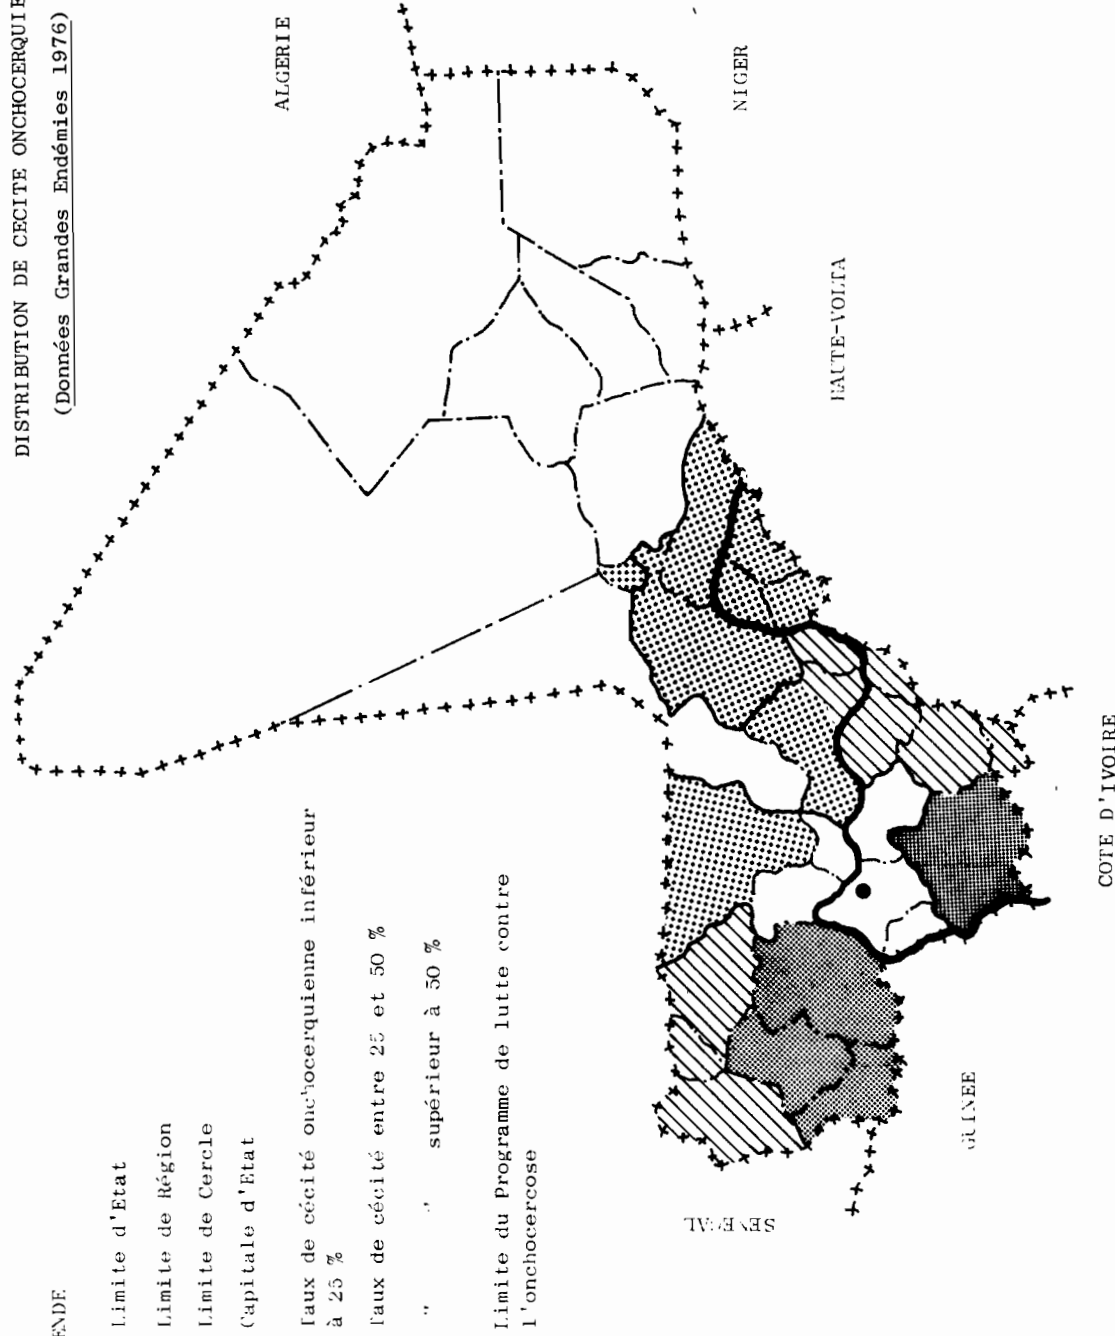 DISTRIBUTION DE CECITE ONCHOCERQUIE
(Données Grandes Endémies 1976)
ALGERIE
NIGER
HAUTE-VOLTA
COTE D'IVOIRE
GUINEE
SENEGAL
ENDE
Limite d'Etat
Limite de Région
Limite de Cercle
Capitale d'Etat
Taux de cécité onchocerquienne inférieur
à 25 %
Taux de cécité entre 25 et 50 %
" " supérieur à 50 %
Limite du Programme de lutte contre
l'onchocercose